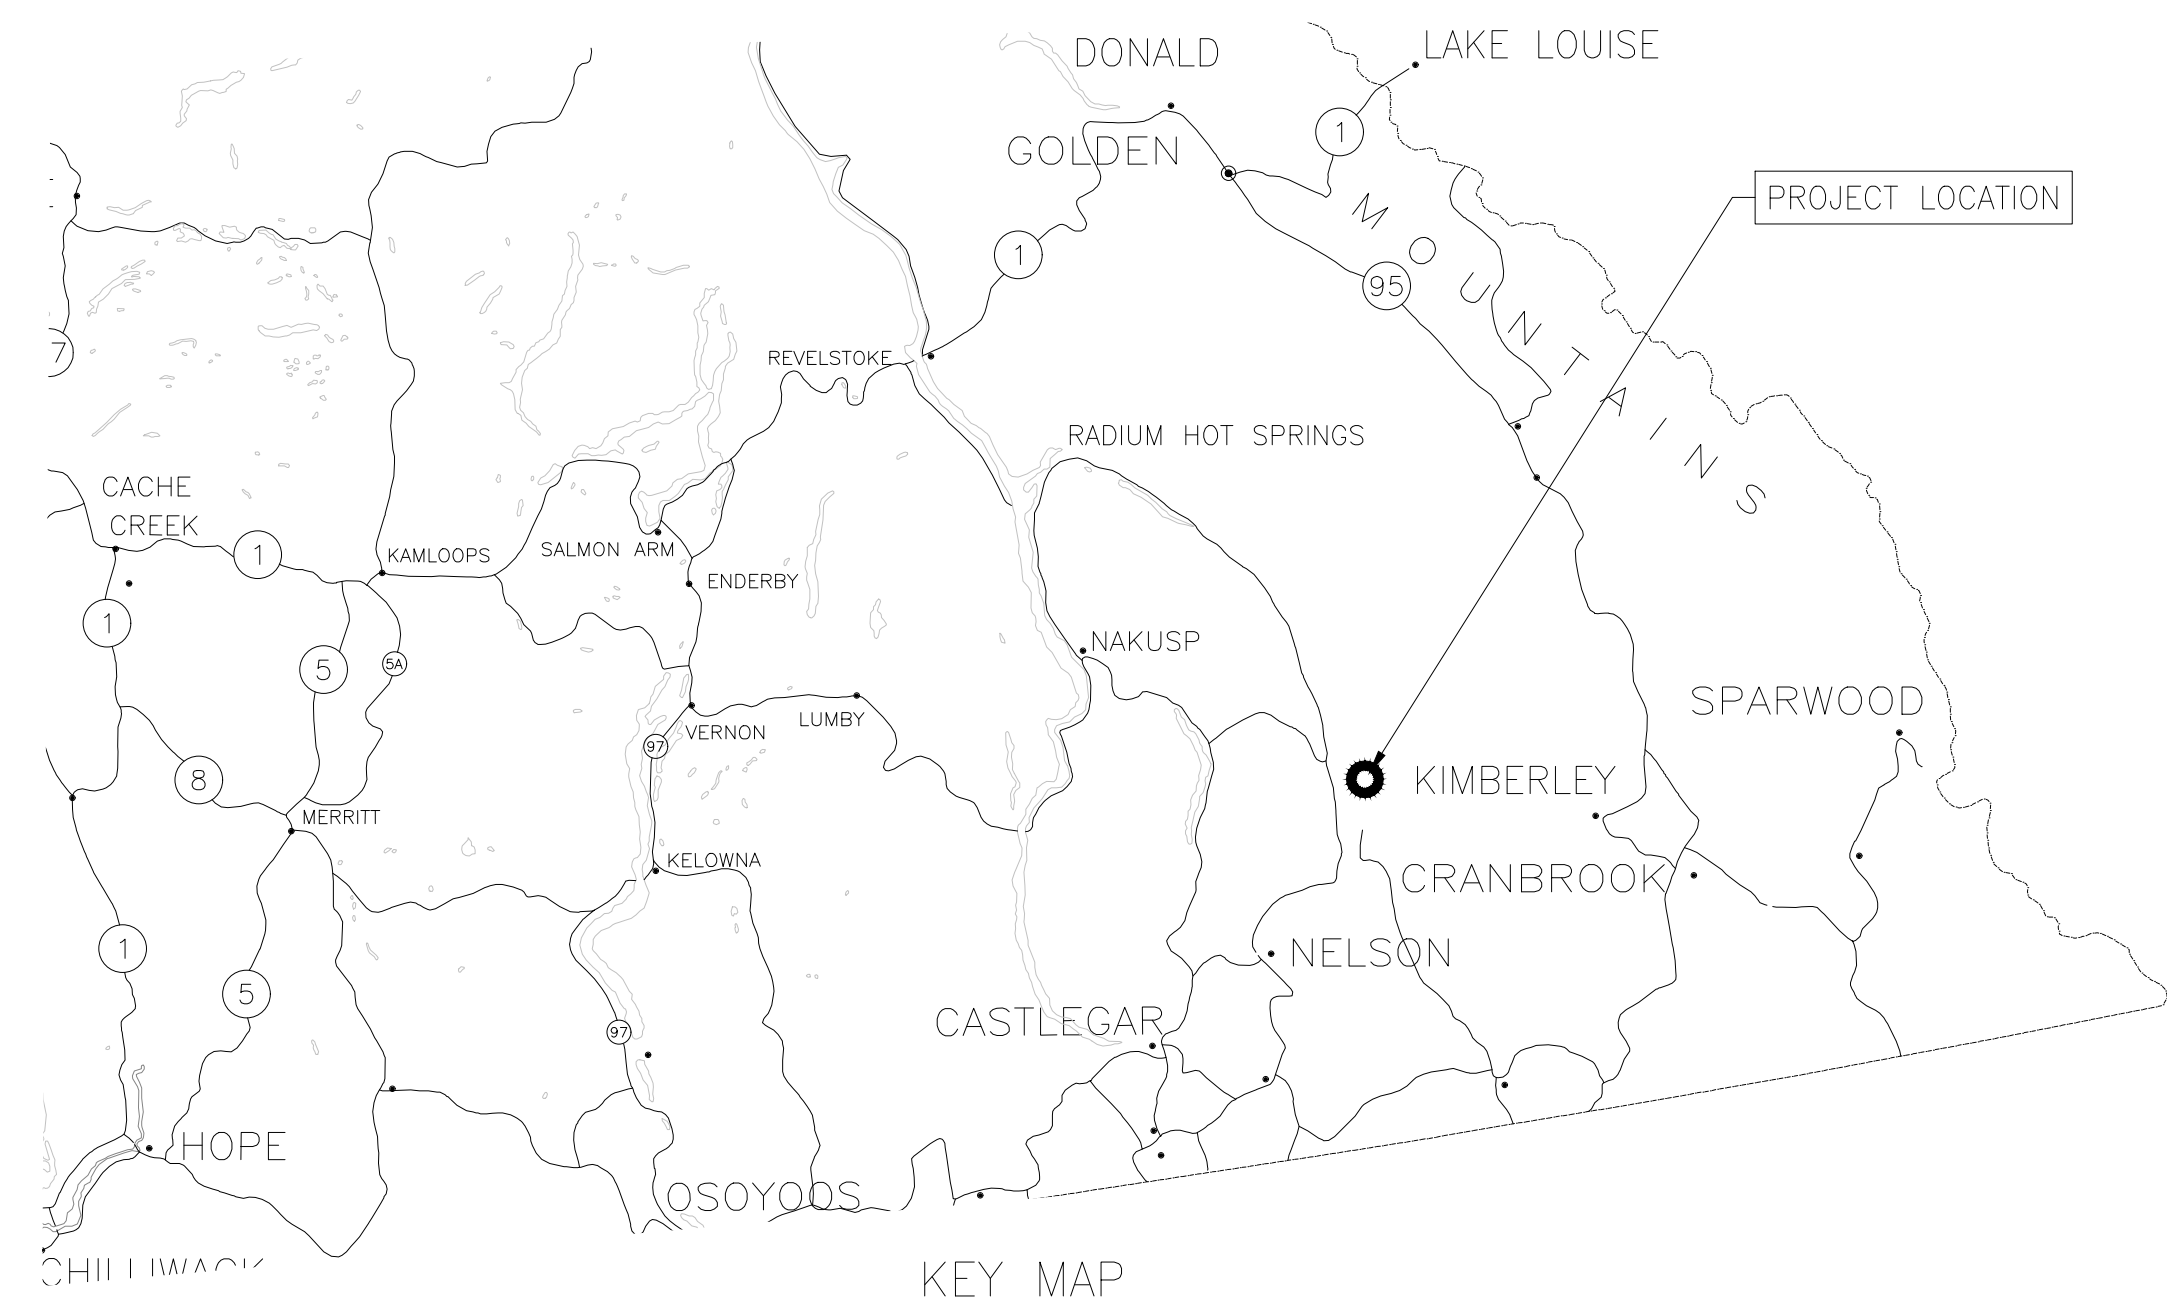 DONALD
LAKE LOUISE
1
GOLDEN
PROJECT LOCATION
1
95
MOUNTAINS
7
REVELSTOKE
RADIUM HOT SPRINGS
CACHE
CREEK
1
KAMLOOPS
SALMON ARM
ENDERBY
1
5
5A
NAKUSP
SPARWOOD
VERNON
LUMBY
97
8
KIMBERLEY
MERRITT
KELOWNA
CRANBROOK
1
NELSON
5
CASTLEGAR
97
HOPE
OSOYOOS
CHILLIWACK
KEY MAP